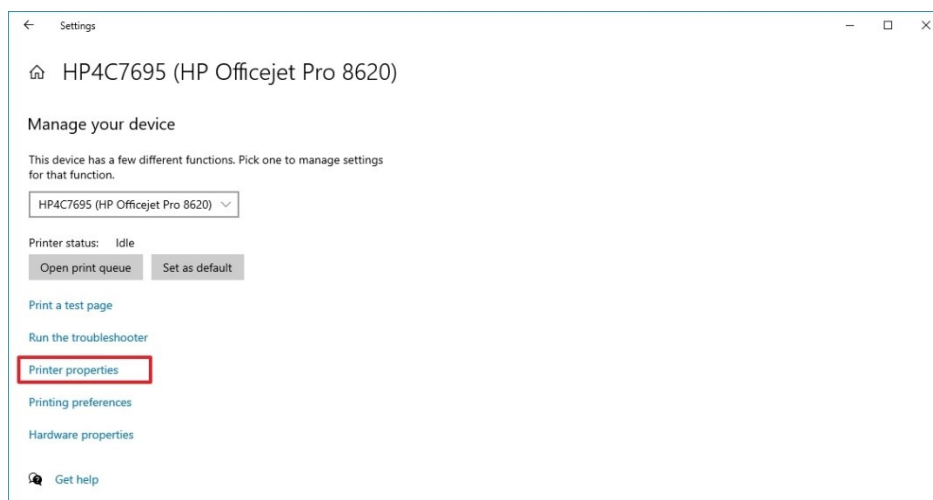 Settings
HP4C7695 (HP Officejet Pro 8620)
Manage your device
This device has a few different functions. Pick one to manage settings
for that function.
HP4C7695 (HP Officejet Pro 8620)
Printer status: Idle
Open print queue Set as default
Print a test page
Run the troubleshooter
Printer properties
Printing preferences
Hardware properties
Get help